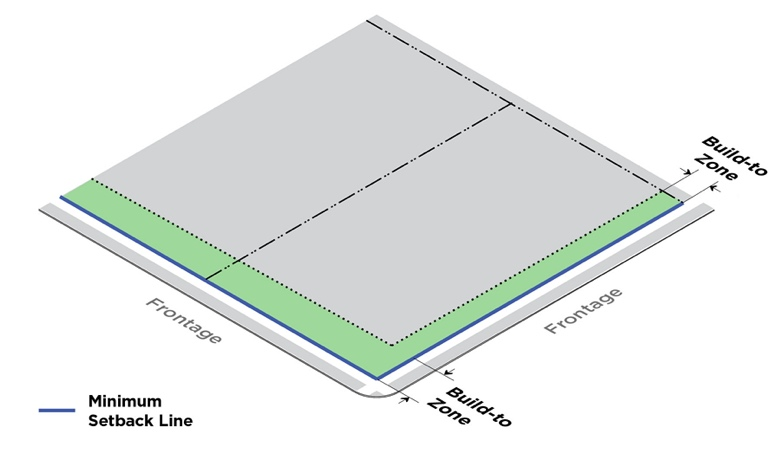 Build-to
Zone
Frontage
Frontage
Build-to
Zone
Minimum
Setback Line